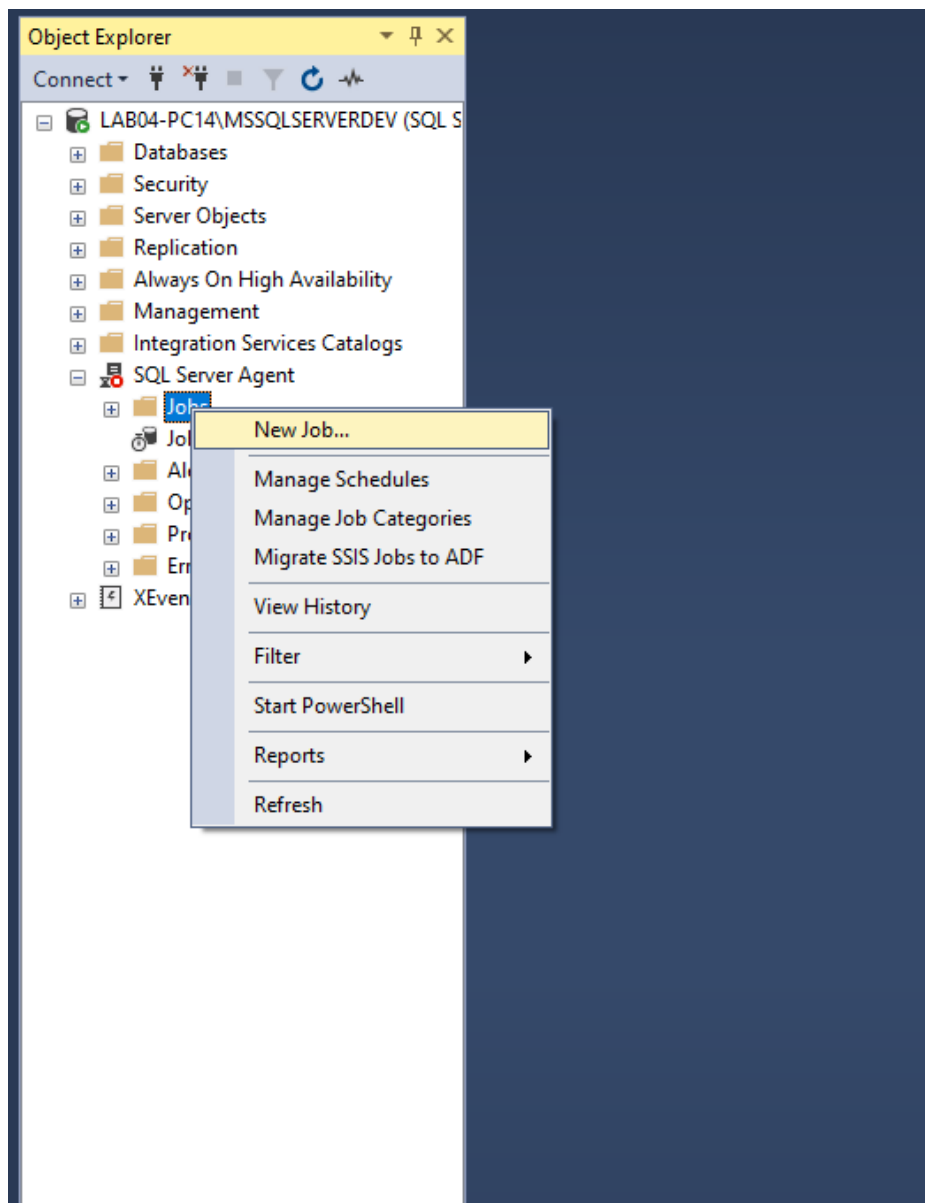 Object Explorer
Connect
LAB04-PC14\MSSQLSERVERDEV (SQL S
Databases
Security
Server Objects
Replication
Always On High Availability
Management
Integration Services Catalogs
SQL Server Agent
Jobs
New Job...
Manage Schedules
Manage Job Categories
Migrate SSIS Jobs to ADF
XEven
View History
Filter
Start PowerShell
Reports
Refresh